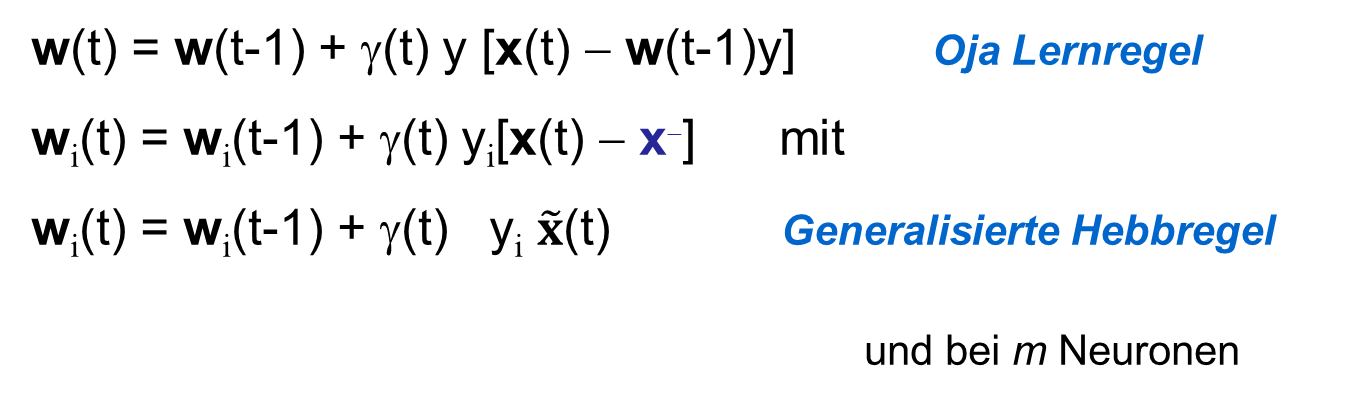 w(t) = w(t-1) + γ(t) y [x(t) – w(t-1)y] Oja Lernregel
wᵢ(t) = wᵢ(t-1) + γ(t) yᵢ[x(t) – x⁻] mit
wᵢ(t) = wᵢ(t-1) + γ(t) yᵢ x̃(t) Generalisierte Hebbregel
und bei m Neuronen